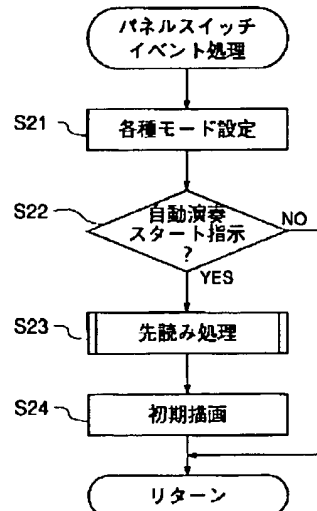 パネルスイッチ
イベント処理
S21
各種モード設定
S22
自動演奏
スタート指示
?
NO
YES
S23
先読み処理
S24
初期描画
リターン